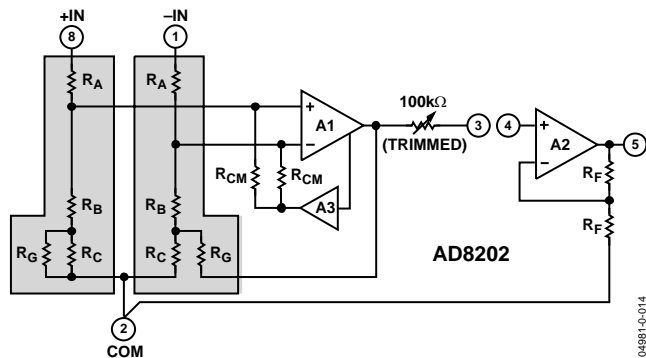 +IN
–IN
8
1
RA
RA
100kΩ
+
A1
–
3
4
+
A2
–
5
(TRIMMED)
RCM
RCM
RF
A3
RB
RB
RG
RC
RC
RG
RF
AD8202
2
COM
04981-0-014